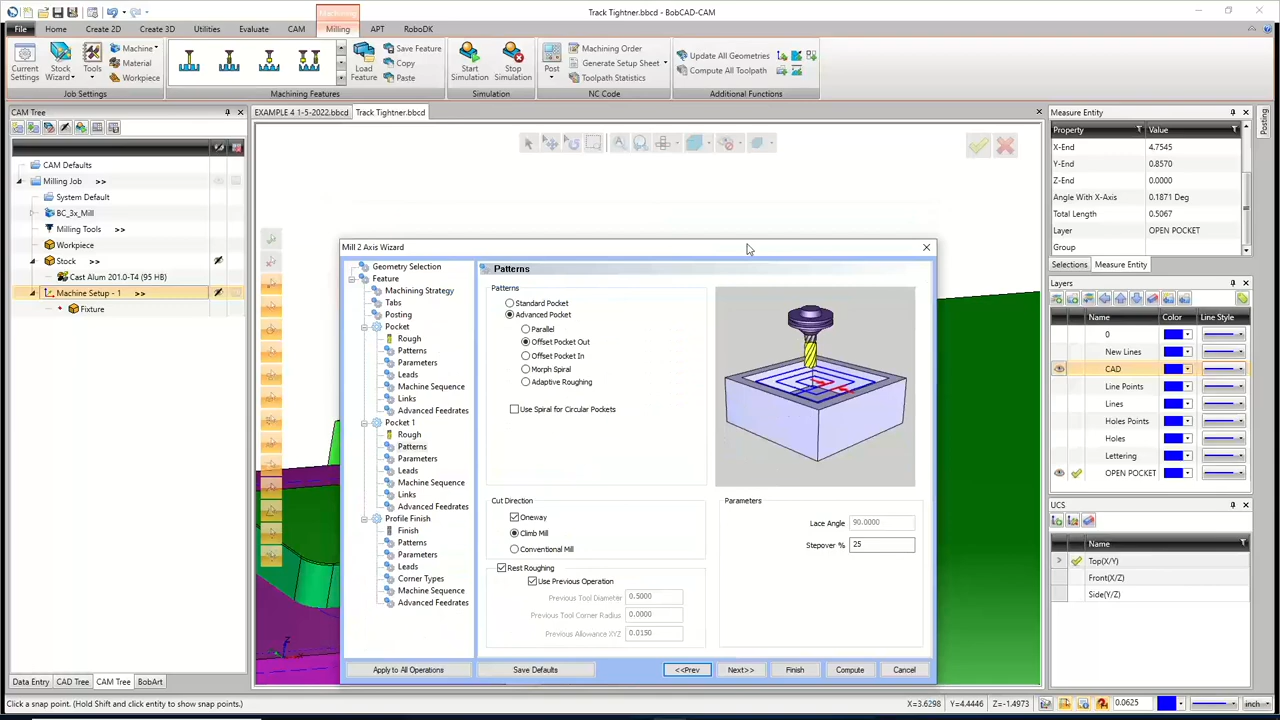 Track Tightner.bbcd - BobCAD-CAM
Machining
File Home Create 2D Create 3D Utilities Evaluate CAM Milling APT RoboDK
Current Settings
Stock Wizard
Tools
Machine
Material
Workpiece
Job Settings
Load Feature
Save Feature
Copy
Paste
Machining Features
Start Simulation
Stop Simulation
Simulation
Post
Machining Order
Generate Setup Sheet
Toolpath Statistics
NC Code
Update All Geometries
Compute All Toolpath
Additional Functions
CAM Tree
EXAMPLE 4 1-5-2022.bbcd Track Tightner.bbcd
CAM Defaults
Milling Job >>
System Default
BC_3x_Mill
Milling Tools >>
Workpiece
Stock
Cast Alum 201.0-T4 (95 HB)
Machine Setup - 1 >>
Fixture
Data Entry CAD Tree CAM Tree BobArt
Mill 2 Axis Wizard
Geometry Selection
Feature
Machining Strategy
Tabs
Posting
Pocket
Rough
Patterns
Parameters
Leads
Machining Sequence
Links
Advanced Feedrates
Pocket 1
Rough
Patterns
Parameters
Leads
Machining Sequence
Links
Advanced Feedrates
Profile Finish
Finish
Patterns
Parameters
Leads
Corner Types
Machining Sequence
Advanced Feedrates
Patterns
Patterns
Standard Pocket
Advanced Pocket
Parallel
Offset Pocket Out
Offset Pocket In
Morph Spiral
Adaptive Roughing
Use Spiral for Circular Pockets
Cut Direction
Oneway
Climb Mill
Conventional Mill
Rest Roughing
Use Previous Operation
Previous Tool Diameter 0.5000
Previous Tool Corner Radius 0.0000
Previous Allowance XYZ 0.0150
Parameters
Lace Angle 90.0000
Stepover % 25
Apply to All Operations Save Defaults <<Prev Next>> Finish Compute Cancel
Measure Entity
Property Value
X-End 4.7545
Y-End 0.8570
Z-End 0.0000
Angle With X-Axis 0.1871 Deg
Total Length 0.5067
Layer OPEN POCKET
Group
Selections Measure Entity
Posting
Layers
Name Color Line Style
0
New Lines
CAD
Line Points
Lines
Holes Points
Holes
Lettering
OPEN POCKET
UCS
Name
Top(X/Y)
Front(X/Z)
Side(Y/Z)
Click a snap point. (Hold Shift and click entity to show snap points.) X=3.6298 Y=4.4446 Z=-1.4973 0.0625 inch